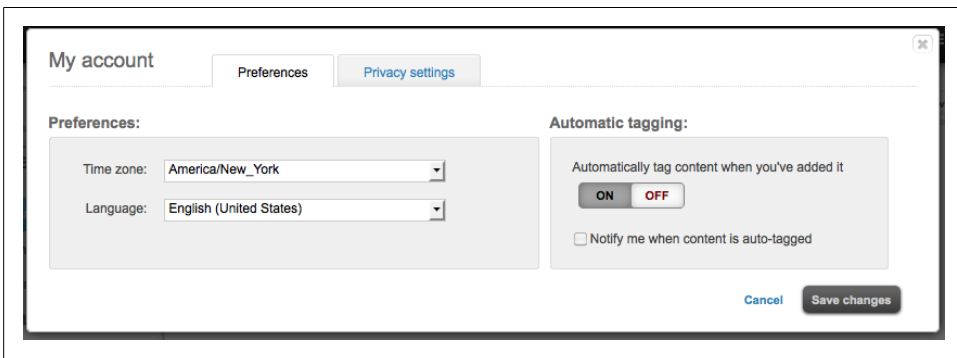 My account
Preferences
Privacy settings
Preferences:
Time zone: America/New_York
Language: English (United States)
Automatic tagging:
Automatically tag content when you've added it
ON OFF
Notify me when content is auto-tagged
Cancel Save changes